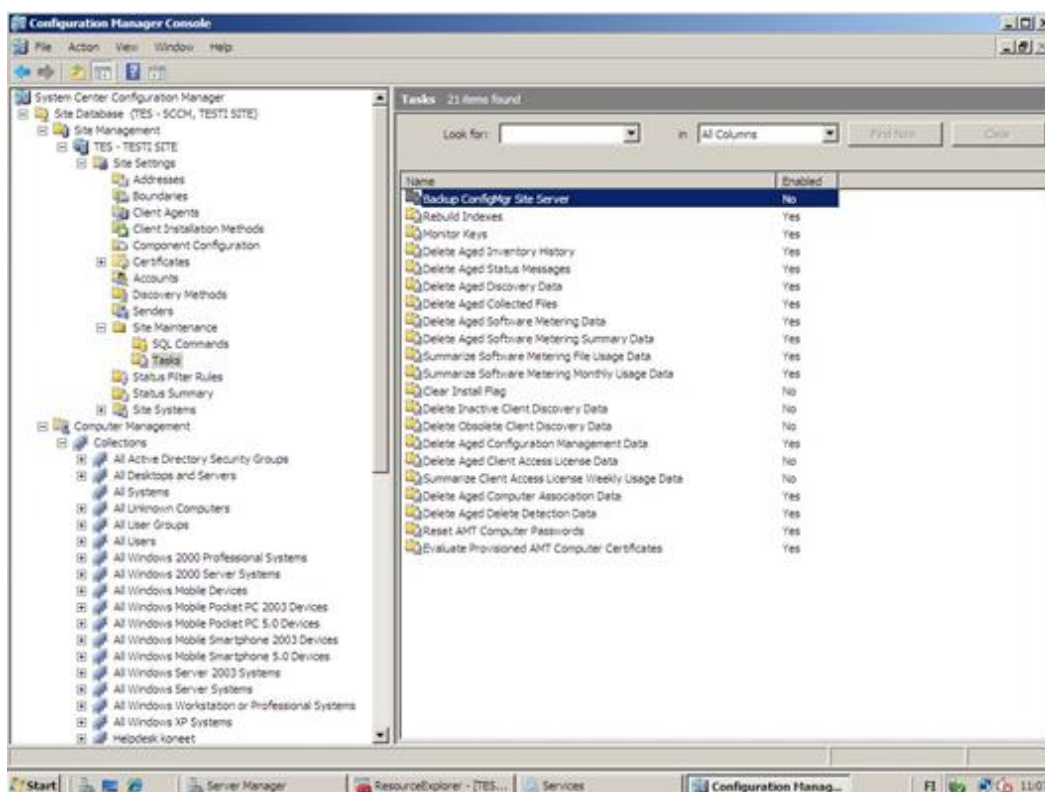 Configuration Manager Console
File Action View Window Help
System Center Configuration Manager
Site Database (TES - SCCM, TESTI SITE)
Site Management
TES - TESTI SITE
Site Settings
Addresses
Boundaries
Client Agents
Client Installation Methods
Component Configuration
Certificates
Accounts
Discovery Methods
Senders
Site Maintenance
SQL Commands
Tasks
Status Filter Rules
Status Summary
Site Systems
Computer Management
Collections
All Active Directory Security Groups
All Desktops and Servers
All Systems
All Unknown Computers
All User Groups
All Users
All Windows 2000 Professional Systems
All Windows 2000 Server Systems
All Windows Mobile Devices
All Windows Mobile Pocket PC 2003 Devices
All Windows Mobile Pocket PC 5.0 Devices
All Windows Mobile Smartphone 2003 Devices
All Windows Mobile Smartphone 5.0 Devices
All Windows Server 2003 Systems
All Windows Server Systems
All Windows Workstation or Professional Systems
All Windows XP Systems
Helpdesk koneet
Tasks 21 items found
Look for: in All Columns Find Now Clear
Name Enabled
Backup ConfigMgr Site Server No
Rebuild Indexes Yes
Monitor Keys Yes
Delete Aged Inventory History Yes
Delete Aged Status Messages Yes
Delete Aged Discovery Data Yes
Delete Aged Collected Files Yes
Delete Aged Software Metering Data Yes
Delete Aged Software Metering Summary Data Yes
Summarize Software Metering File Usage Data Yes
Summarize Software Metering Monthly Usage Data Yes
Clear Install Flag No
Delete Inactive Client Discovery Data No
Delete Obsolete Client Discovery Data No
Delete Aged Configuration Management Data Yes
Delete Aged Client Access License Data No
Summarize Client Access License Weekly Usage Data No
Delete Aged Computer Association Data Yes
Delete Aged Delete Detection Data Yes
Reset AMT Computer Passwords Yes
Evaluate Provisioned AMT Computer Certificates Yes
Start Server Manager ResourceExplorer - [TES... Services Configuration Manag... FI 11:07